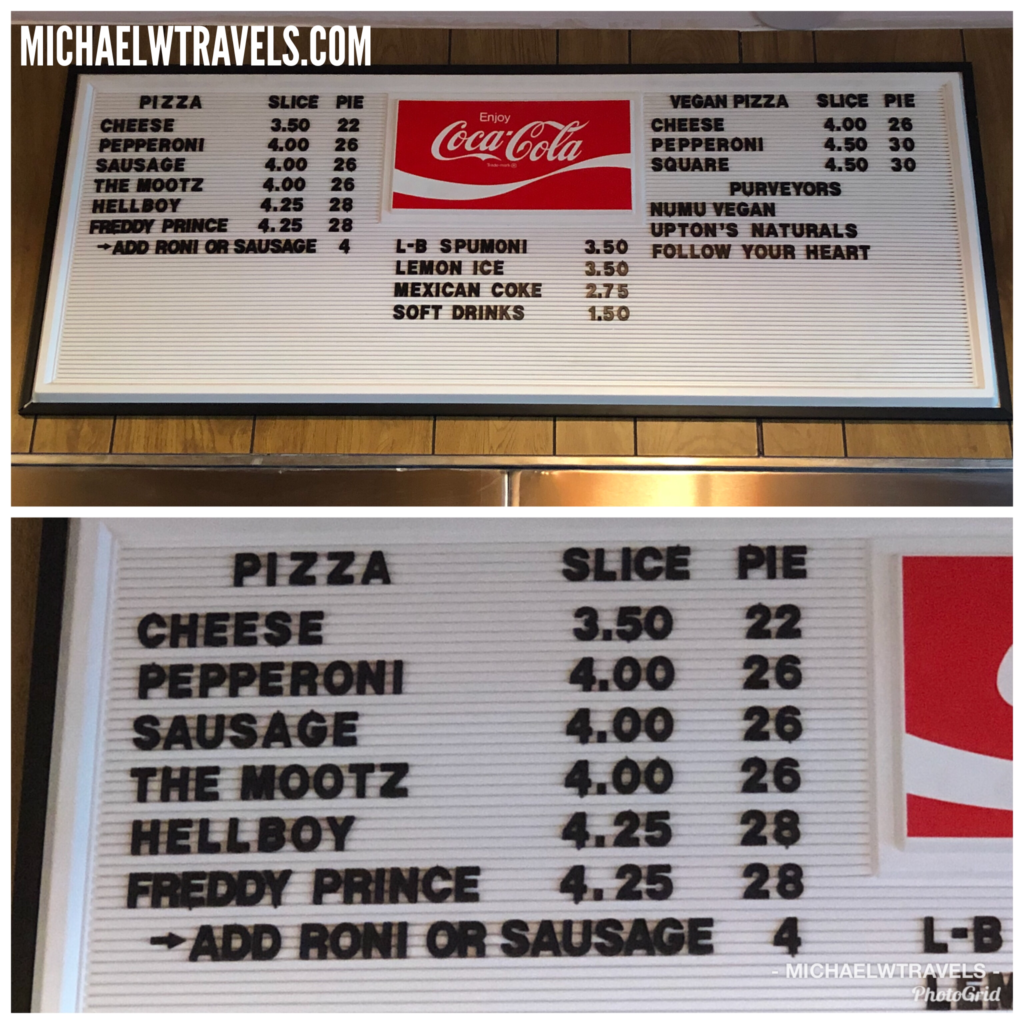 MICHAELWTRAVELS.COM
PIZZA SLICE PIE
CHEESE 3.50 22
PEPPERONI 4.00 26
SAUSAGE 4.00 26
THE MOOTZ 4.00 26
HELLBOY 4.25 28
FREDDY PRINCE 4.25 28
→ADD RONI OR SAUSAGE 4
Enjoy
Coca-Cola
L-B SPUMONI 3.50
LEMON ICE 3.50
MEXICAN COKE 2.75
SOFT DRINKS 1.50
VEGAN PIZZA SLICE PIE
CHEESE 4.00 26
PEPPERONI 4.50 30
SQUARE 4.50 30
PURVEYORS
NUMU VEGAN
UPTON'S NATURALS
FOLLOW YOUR HEART
PIZZA SLICE PIE
CHEESE 3.50 22
PEPPERONI 4.00 26
SAUSAGE 4.00 26
THE MOOTZ 4.00 26
HELLBOY 4.25 28
FREDDY PRINCE 4.25 28
→ADD RONI OR SAUSAGE 4
L-B
- MICHAELWTRAVELS -
PhotoGrid